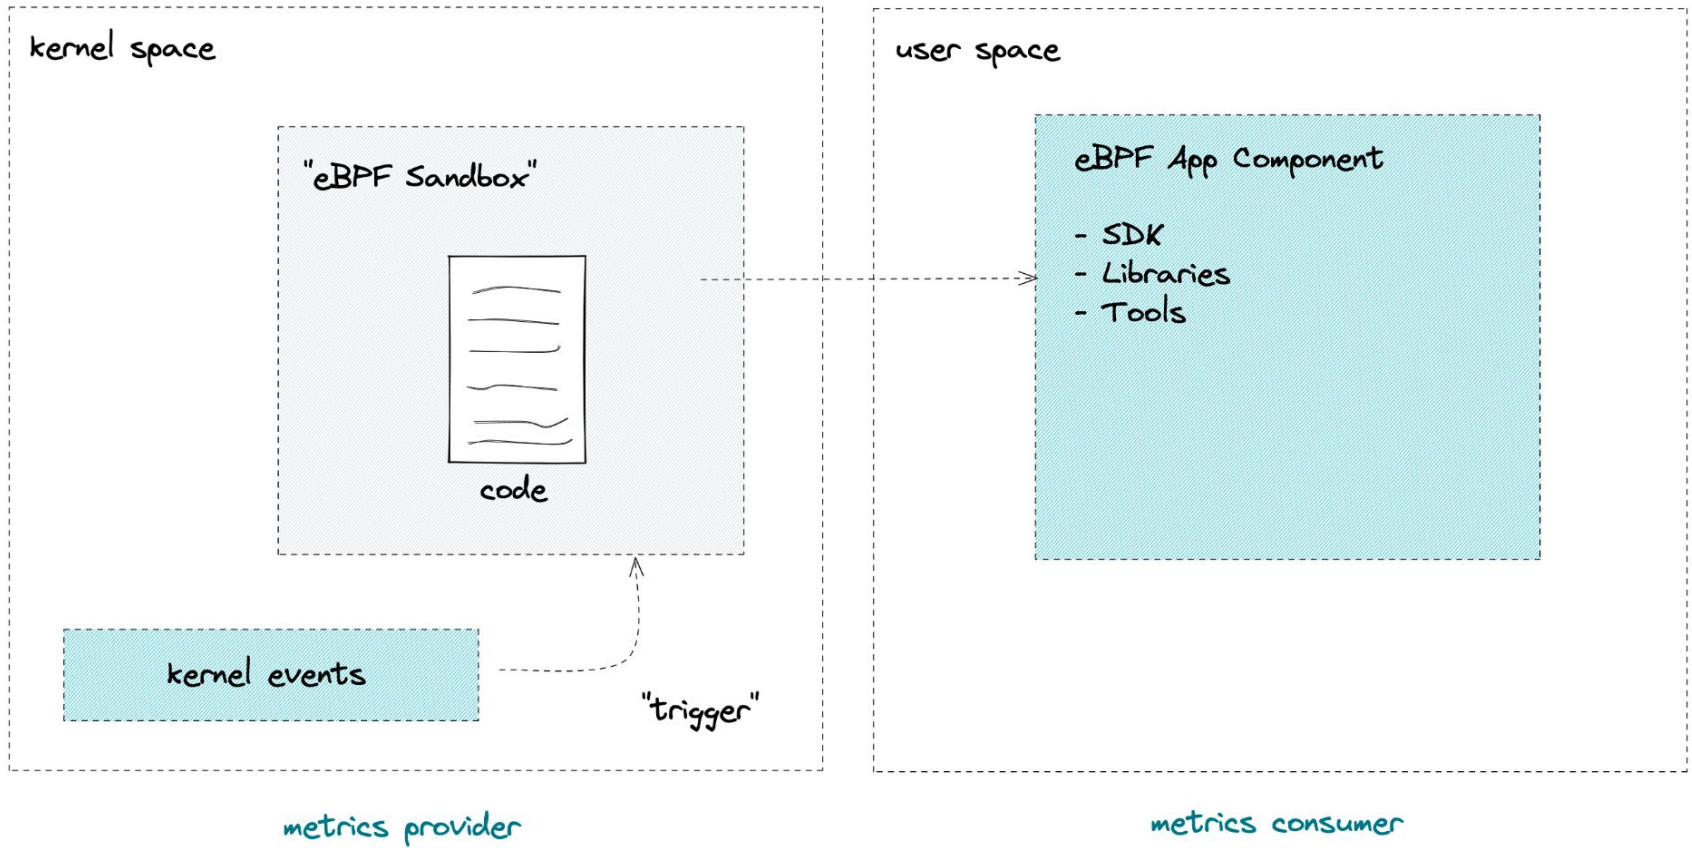 kernel space
"eBPF Sandbox"
code
kernel events
"trigger"
metrics provider
user space
eBPF App Component
- SDK
- Libraries
- Tools
metrics consumer